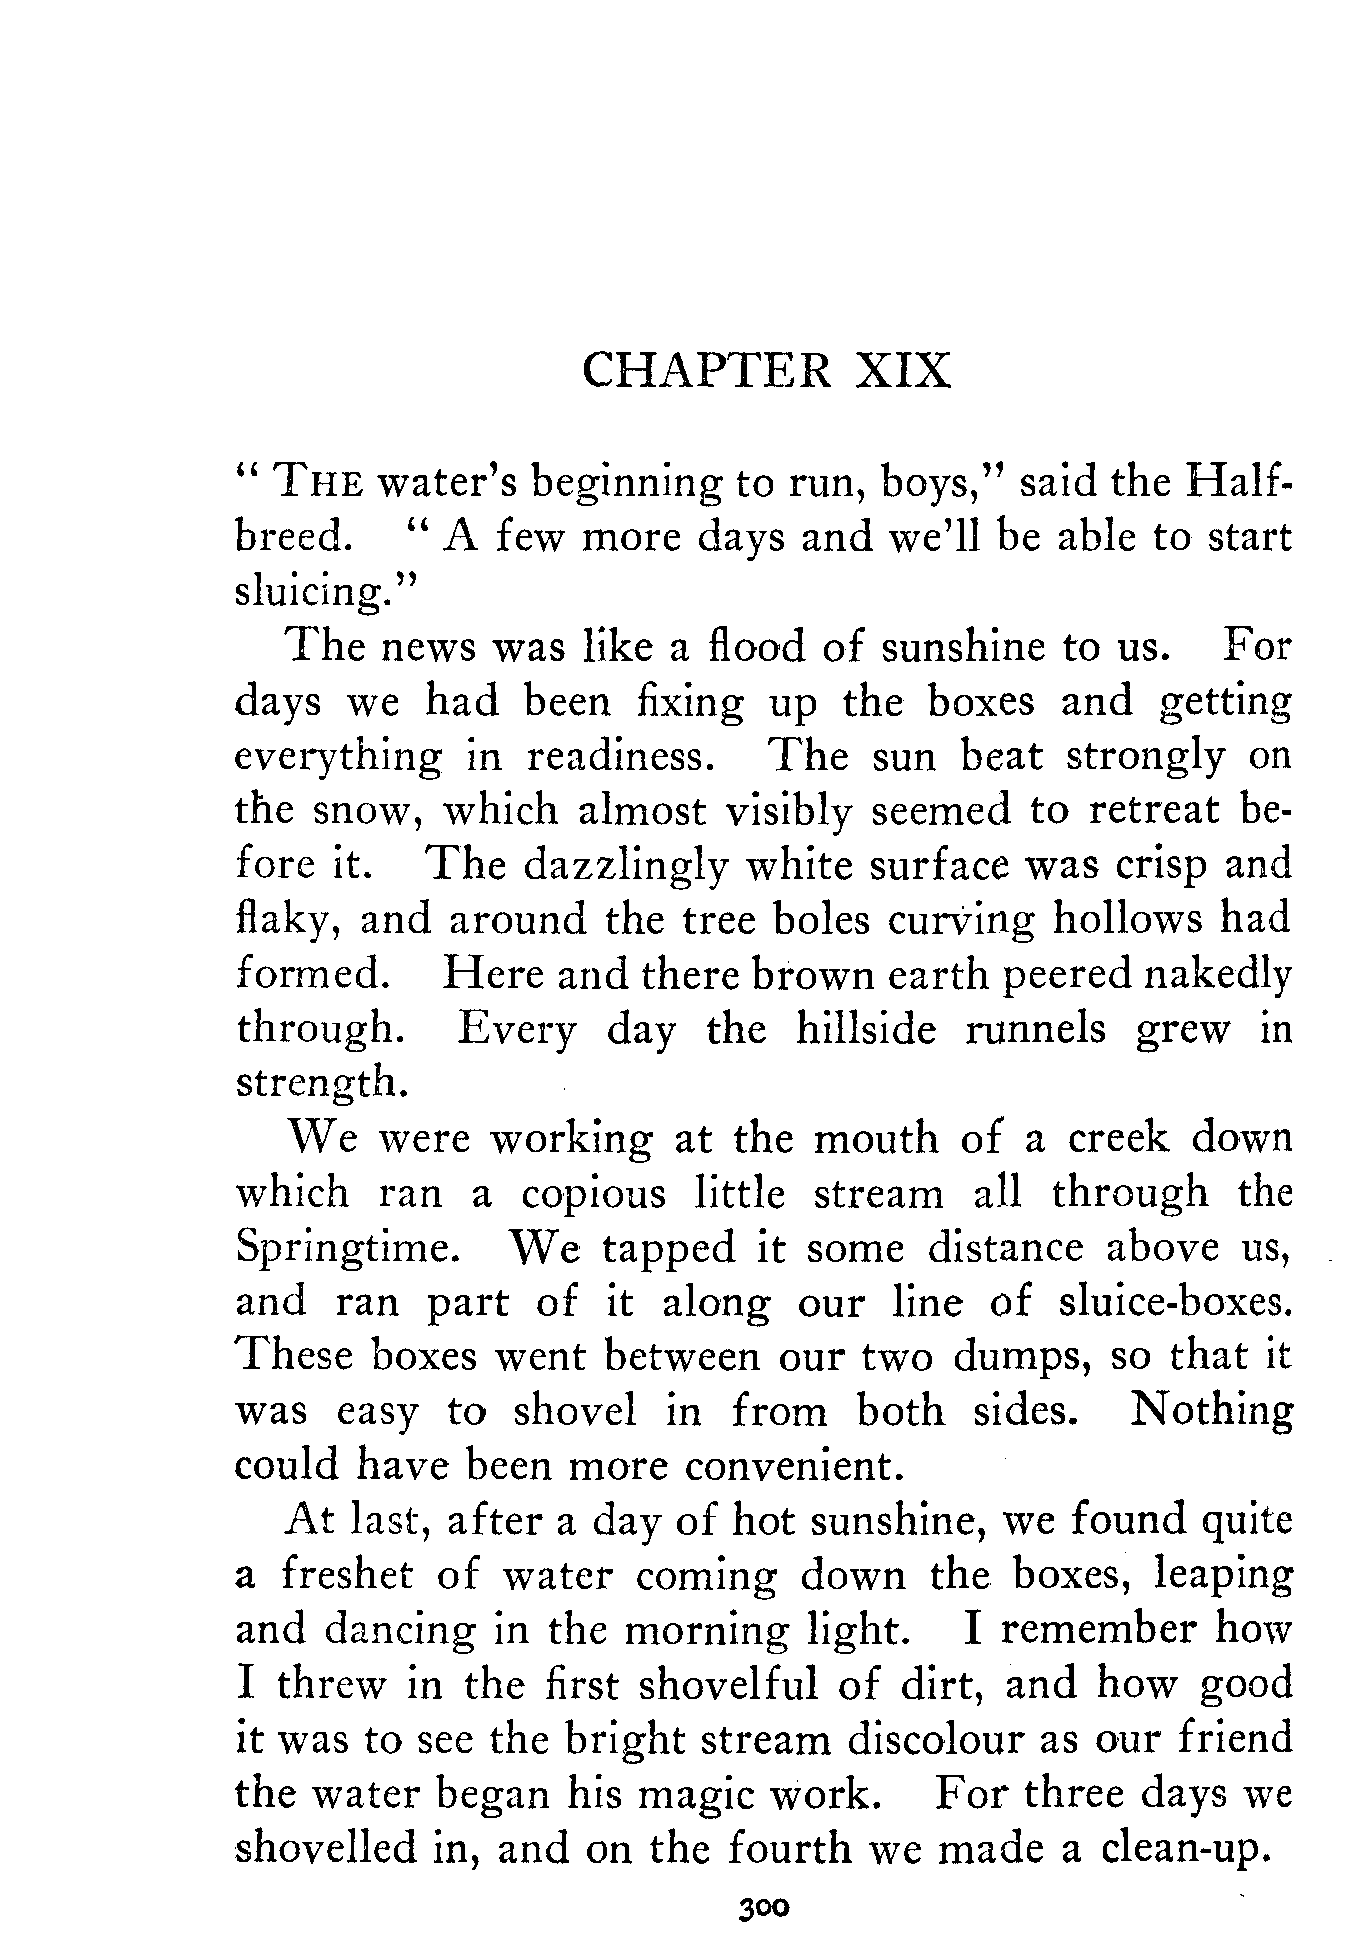 CHAPTER XIX
“ THE water’s beginning to run, boys,” said the Half-
breed. “ A few more days and we’ll be able to start
sluicing.”
The news was like a flood of sunshine to us. For
days we had been fixing up the boxes and getting
everything in readiness. The sun beat strongly on
the snow, which almost visibly seemed to retreat be-
fore it. The dazzlingly white surface was crisp and
flaky, and around the tree boles curving hollows had
formed. Here and there brown earth peered nakedly
through. Every day the hillside runnels grew in
strength.
We were working at the mouth of a creek down
which ran a copious little stream all through the
Springtime. We tapped it some distance above us,
and ran part of it along our line of sluice-boxes.
These boxes went between our two dumps, so that it
was easy to shovel in from both sides. Nothing
could have been more convenient.
At last, after a day of hot sunshine, we found quite
a freshet of water coming down the boxes, leaping
and dancing in the morning light. I remember how
I threw in the first shovelful of dirt, and how good
it was to see the bright stream discolour as our friend
the water began his magic work. For three days we
shovelled in, and on the fourth we made a clean-up.
300